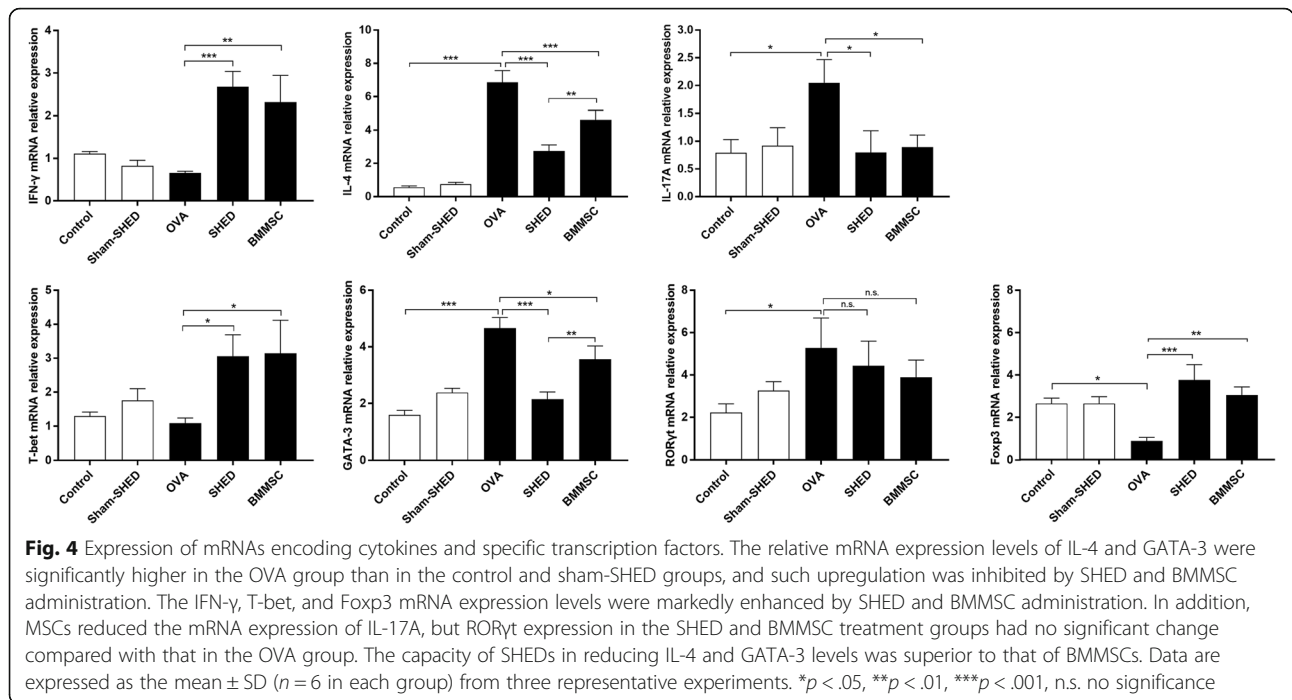 IFN-γ mRNA relative expression
4
3
2
1
0
**
***
Control
Sham-SHED
OVA
SHED
BMMSC
IL-4 mRNA relative expression
10
8
6
4
2
0
***
***
***
**
Control
Sham-SHED
OVA
SHED
BMMSC
IL-17A mRNA relative expression
3.0
2.5
2.0
1.5
1.0
0.5
0.0
*
*
*
Control
Sham-SHED
OVA
SHED
BMMSC
T-bet mRNA relative expression
5
4
3
2
1
0
*
*
Control
Sham-SHED
OVA
SHED
BMMSC
GATA-3 mRNA relative expression
6
4
2
0
*
***
***
**
Control
Sham-SHED
OVA
SHED
BMMSC
RORγt mRNA relative expression
8
6
4
2
0
n.s.
*
n.s.
Control
Sham-SHED
OVA
SHED
BMMSC
Foxp3 mRNA relative expression
8
6
4
2
0
**
***
*
Control
Sham-SHED
OVA
SHED
BMMSC
Fig. 4 Expression of mRNAs encoding cytokines and specific transcription factors. The relative mRNA expression levels of IL-4 and GATA-3 were
significantly higher in the OVA group than in the control and sham-SHED groups, and such upregulation was inhibited by SHED and BMMSC
administration. The IFN-γ, T-bet, and Foxp3 mRNA expression levels were markedly enhanced by SHED and BMMSC administration. In addition,
MSCs reduced the mRNA expression of IL-17A, but RORγt expression in the SHED and BMMSC treatment groups had no significant change
compared with that in the OVA group. The capacity of SHEDs in reducing IL-4 and GATA-3 levels was superior to that of BMMSCs. Data are
expressed as the mean ± SD (n = 6 in each group) from three representative experiments. *p < .05, **p < .01, ***p < .001, n.s. no significance